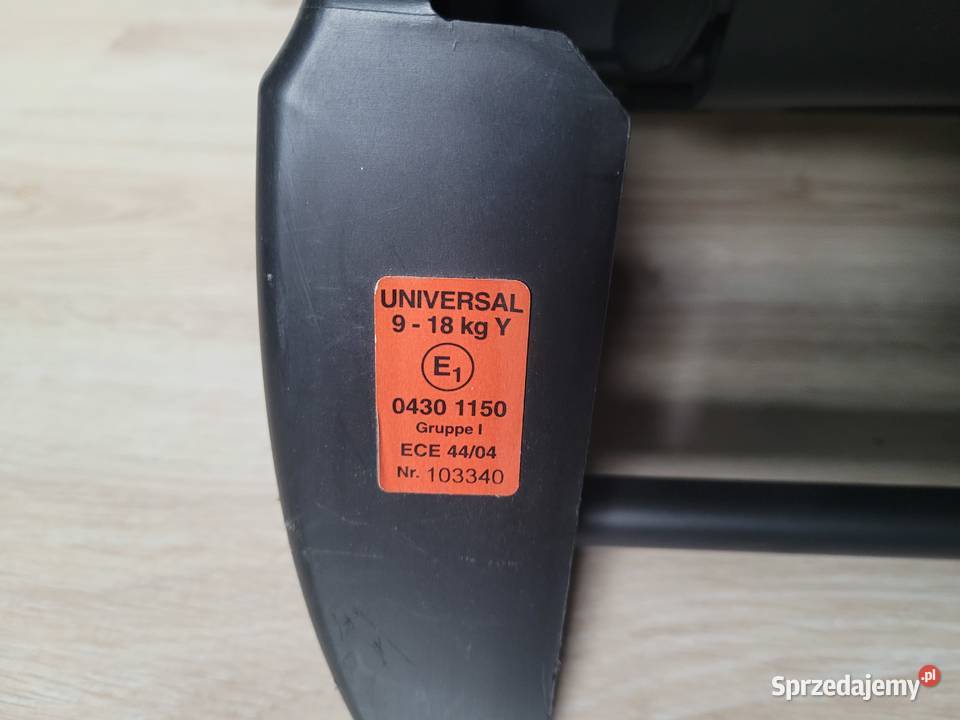 UNIVERSAL
9 - 18 kg Y
E1
0430 1150
Gruppe I
ECE 44/04
Nr. 103340
Sprzedajemy.pl